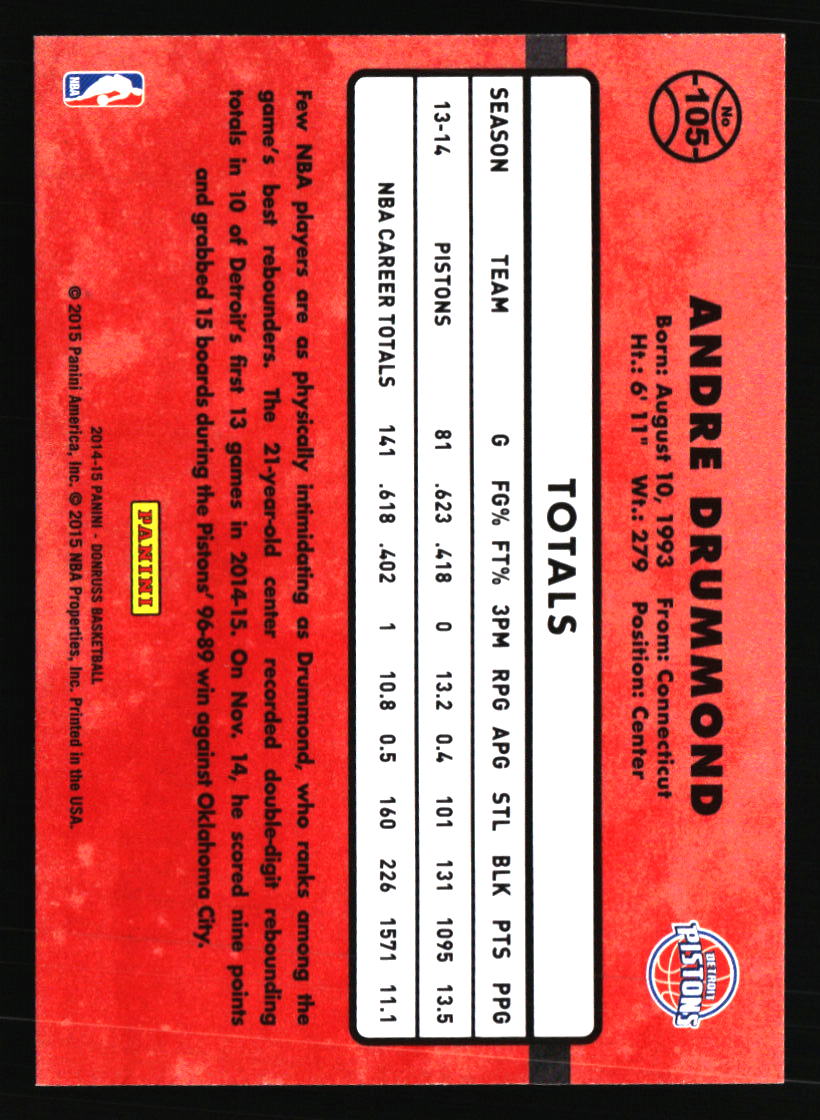 No
-105-
ANDRE DRUMMOND
Born: August 10, 1993 From: Connecticut
Ht.: 6' 11" Wt.: 279 Position: Center
DETROIT
PISTONS
TOTALS
SEASON TEAM G FG% FT% 3PM RPG APG STL BLK PTS PPG
13-14 PISTONS 81 .623 .418 0 13.2 0.4 101 131 1095 13.5
NBA CAREER TOTALS 141 .618 .402 1 10.8 0.5 160 226 1571 11.1
Few NBA players are as physically intimidating as Drummond, who ranks among the
game's best rebounders. The 21-year-old center recorded double-digit rebounding
totals in 10 of Detroit's first 13 games in 2014-15. On Nov. 14, he scored nine points
and grabbed 15 boards during the Pistons' 96-89 win against Oklahoma City.
PANINI
NBA
2014-15 PANINI - DONRUSS BASKETBALL
© 2015 Panini America, Inc. © 2015 NBA Properties, Inc. Printed in the USA.